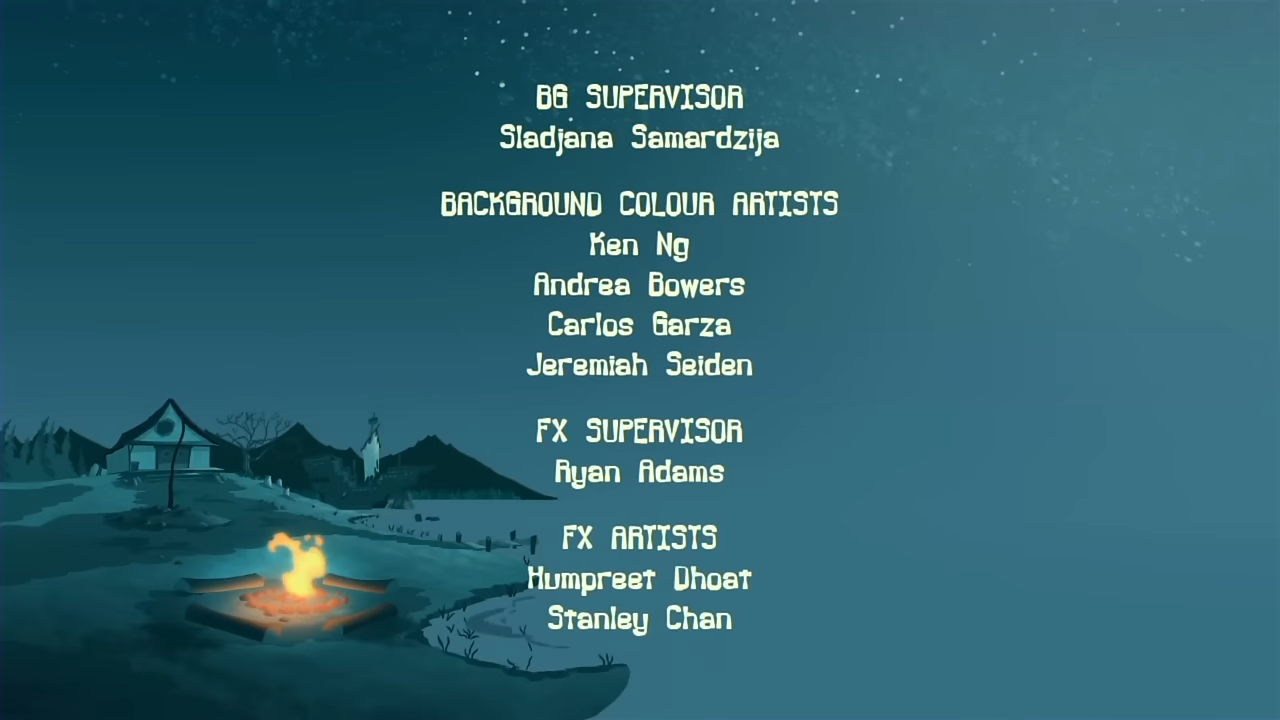 BG SUPERVISOR
Sladjana Samardzija
BACKGROUND COLOUR ARTISTS
Ken Ng
Andrea Bowers
Carlos Garza
Jeremiah Seiden
FX SUPERVISOR
Ryan Adams
FX ARTISTS
Humpreet Dhoat
Stanley Chan